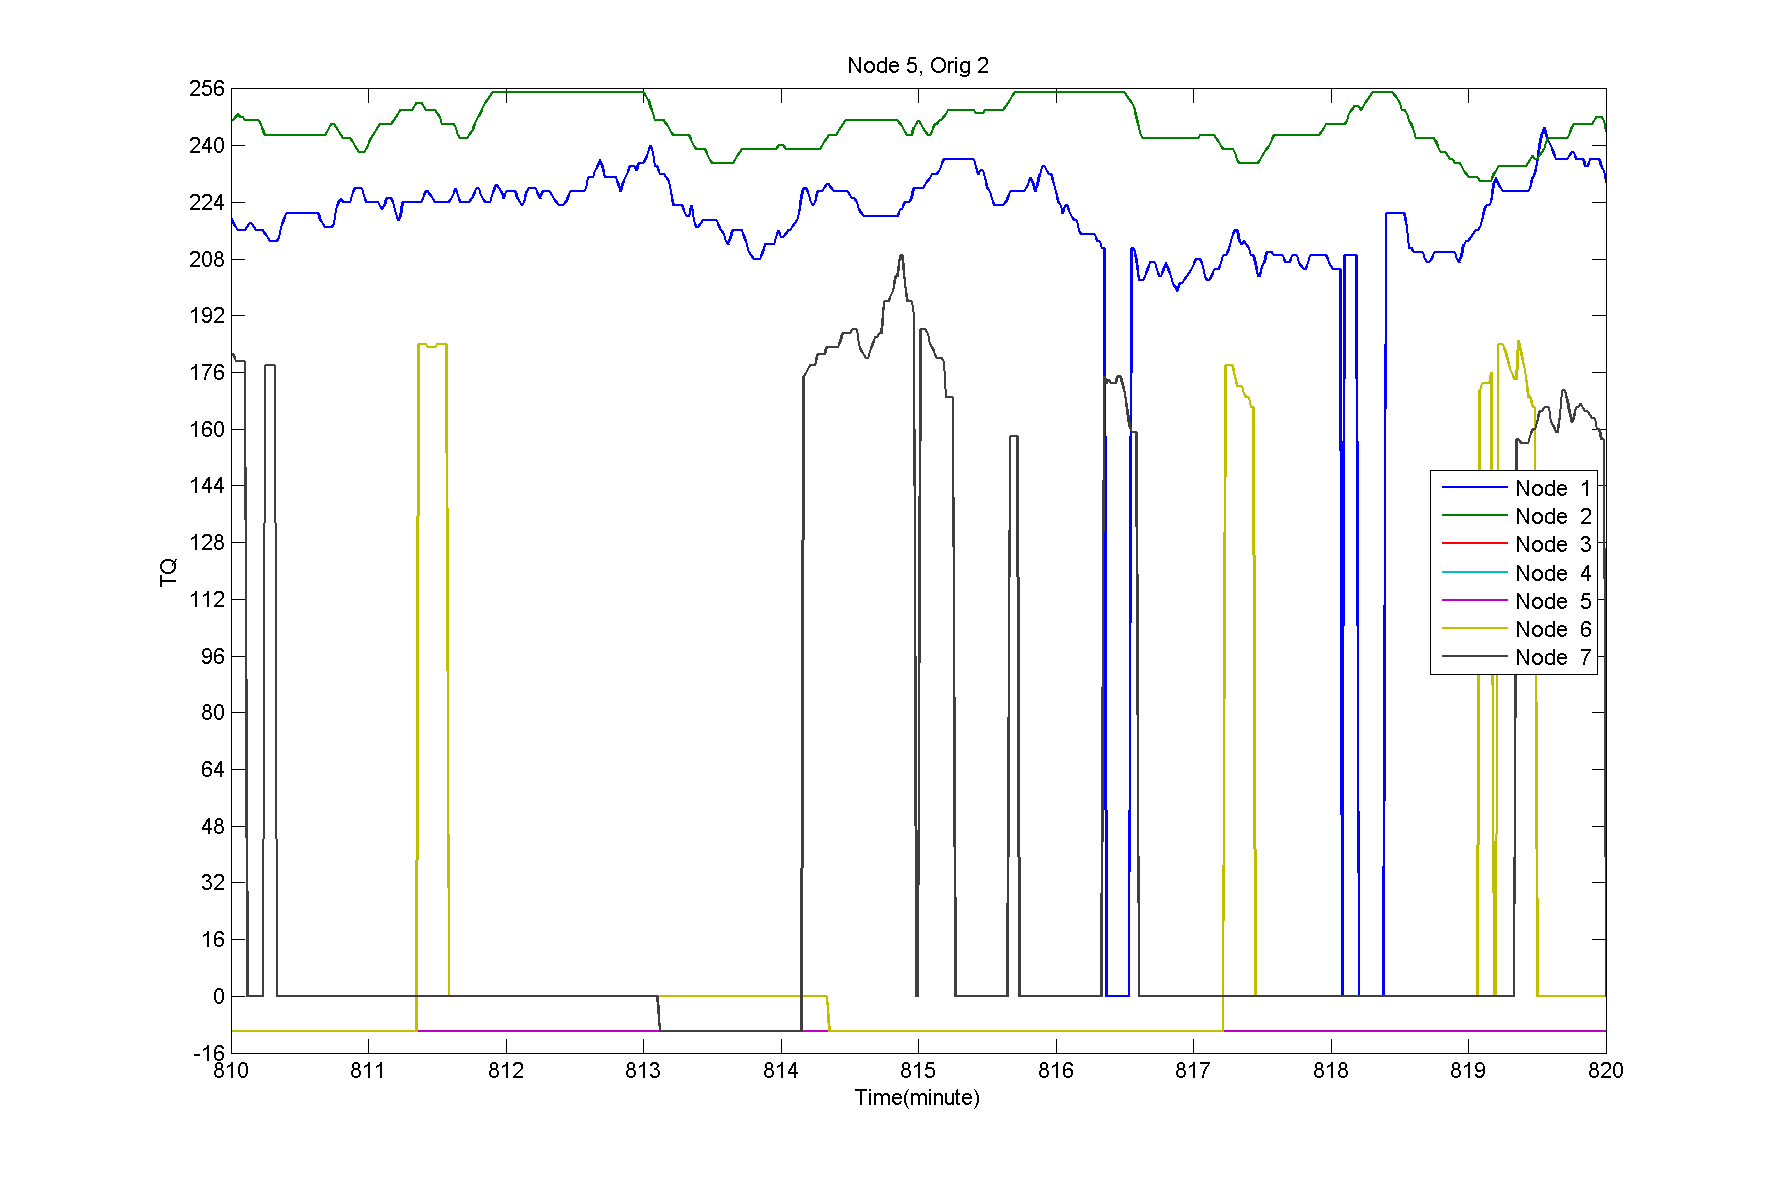 Node 5, Orig 2
256
240
224
208
192
176
160
144
128
112
96
80
64
48
32
16
0
-16
TQ
Node 1
Node 2
Node 3
Node 4
Node 5
Node 6
Node 7
810 811 812 813 814 815 816 817 818 819 820
Time(minute)